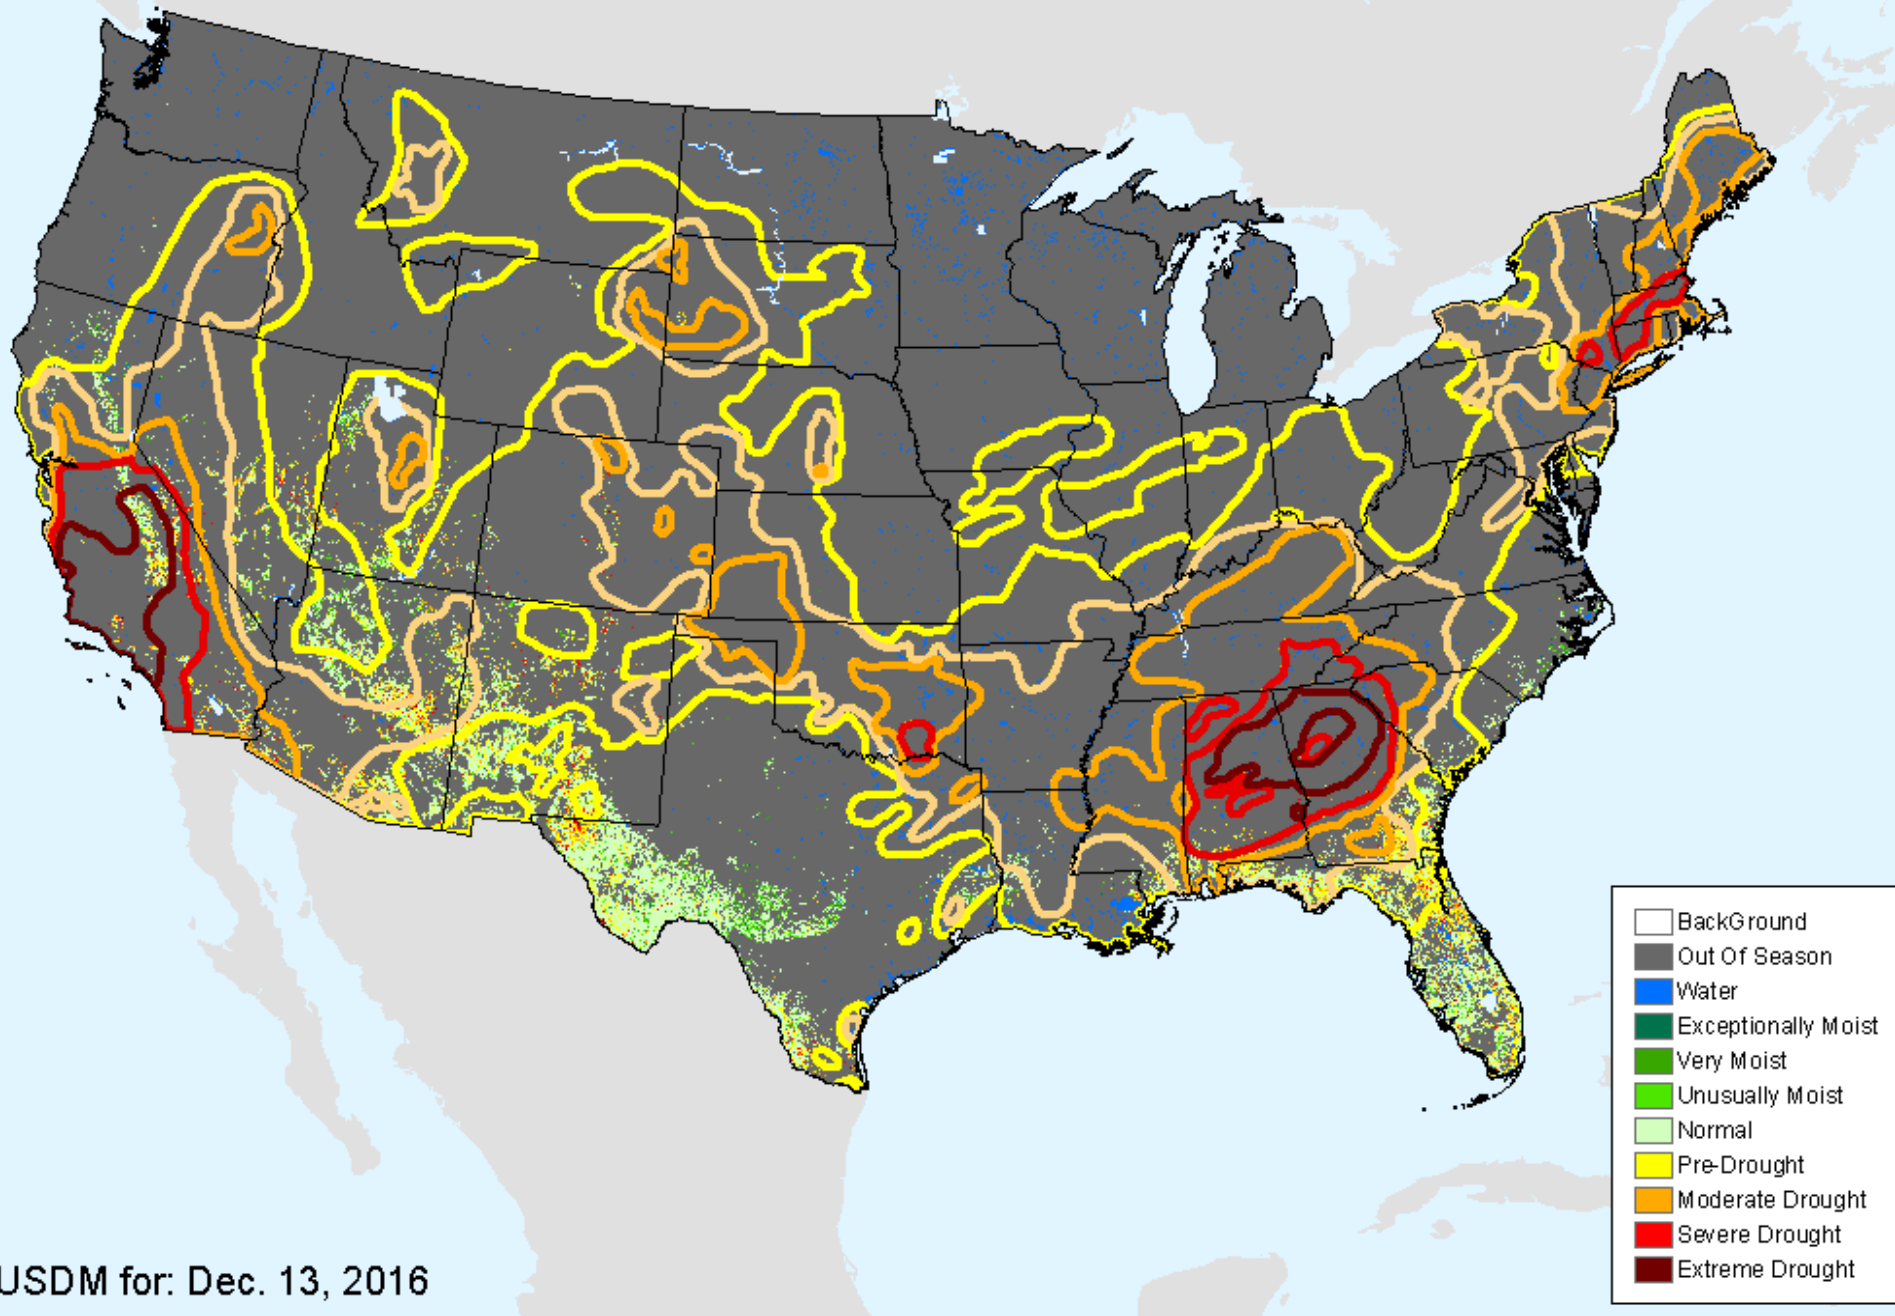 BackGround
Out Of Season
Water
Exceptionally Moist
Very Moist
Unusually Moist
Normal
Pre-Drought
Moderate Drought
Severe Drought
Extreme Drought
USDM for: Dec. 13, 2016